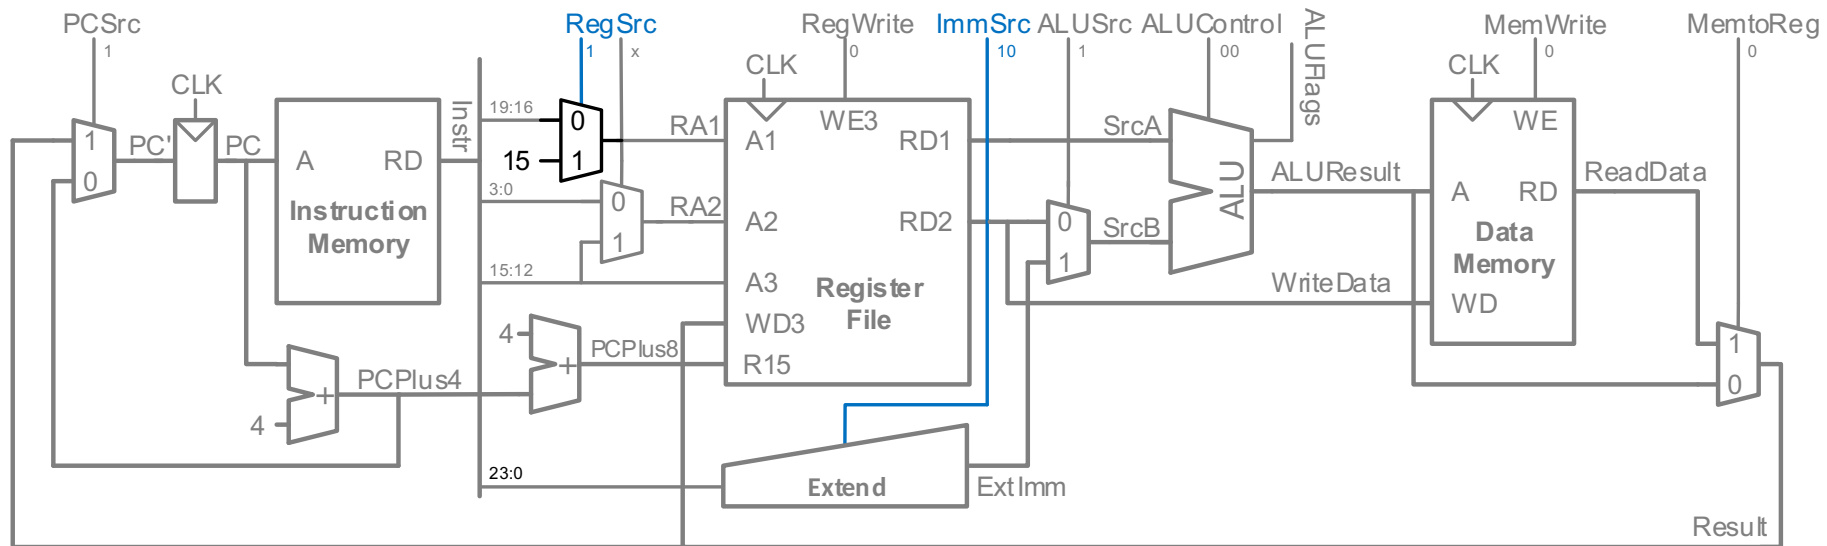 PCSrc
1
RegSrc
1
x
RegWrite
0
ImmSrc
10
ALUSrc
1
ALUControl
00
ALUFlags
MemWrite
0
MemtoReg
0
CLK
CLK
CLK
Instr
19:16
0
1
15
RA1
A1
WE3
RD1
SrcA
WE
1
0
PC'
PC
A
RD
Instruction
Memory
3:0
0
1
RA2
A2
RD2
0
1
SrcB
ALU
ALUResult
A
RD
ReadData
Data
Memory
15:12
A3
Register
File
WriteData
WD
WD3
4
+
PCPlus8
R15
1
0
+
4
PCPlus4
23:0
Extend
ExtImm
Result